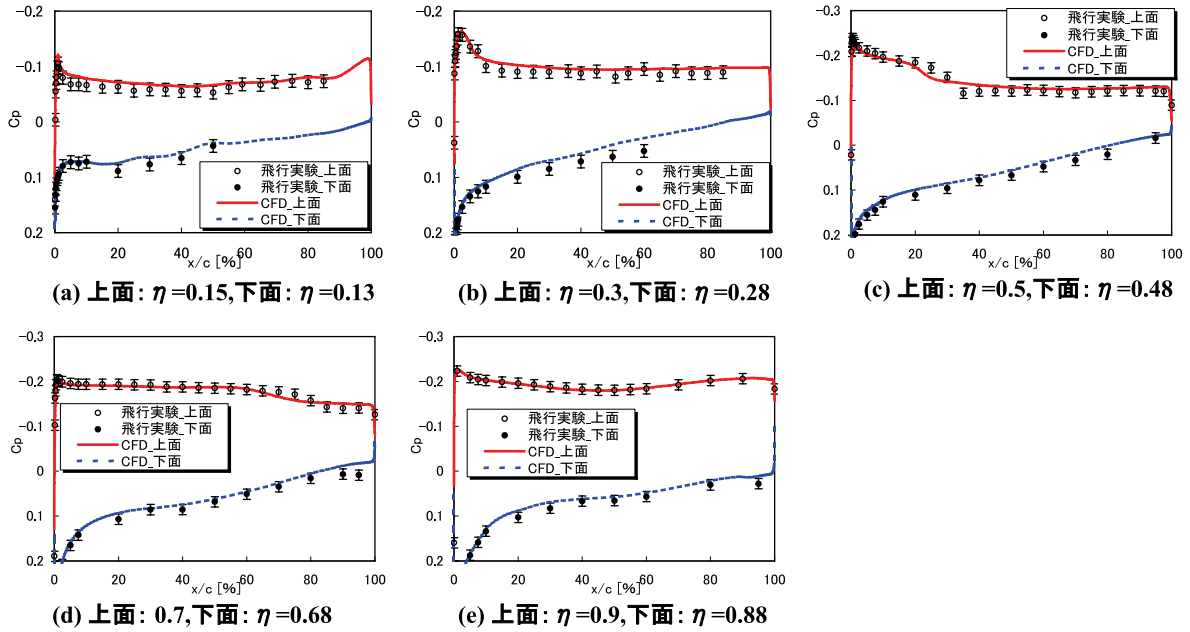 -0.2
-0.1
0
0.1
0.2
Cp
0 20 40 60 80 100
x/c [%]
飛行実験_上面
飛行実験_下面
CFD_上面
CFD_下面
(a) 上面: η =0.15,下面: η =0.13
-0.2
-0.1
0
0.1
0.2
Cp
0 20 40 60 80 100
x/c [%]
飛行実験_上面
飛行実験_下面
CFD_上面
CFD_下面
(b) 上面: η =0.3,下面: η =0.28
-0.3
-0.2
-0.1
0
0.1
0.2
Cp
0 20 40 60 80 100
x/c [%]
飛行実験_上面
飛行実験_下面
CFD_上面
CFD_下面
(c) 上面: η =0.5,下面: η =0.48
-0.3
-0.2
-0.1
0
0.1
0.2
Cp
0 20 40 60 80 100
x/c [%]
飛行実験_上面
飛行実験_下面
CFD_上面
CFD_下面
(d) 上面: 0.7,下面: η =0.68
-0.3
-0.2
-0.1
0
0.1
0.2
Cp
0 20 40 60 80 100
x/c [%]
飛行実験_上面
飛行実験_下面
CFD_上面
CFD_下面
(e) 上面: η =0.9,下面: η =0.88